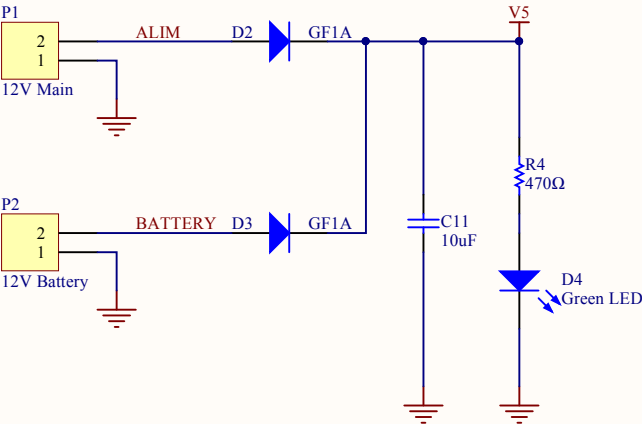 P1
2
1
12V Main
ALIM
D2
GF1A
V5
R4
470Ω
P2
2
1
12V Battery
BATTERY
D3
GF1A
C11
10uF
D4
Green LED